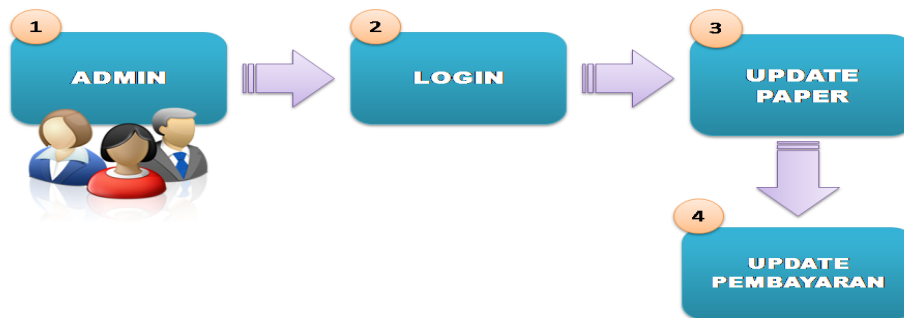 1
ADMIN
2
LOGIN
3
UPDATE
PAPER
4
UPDATE
PEMBAYARAN